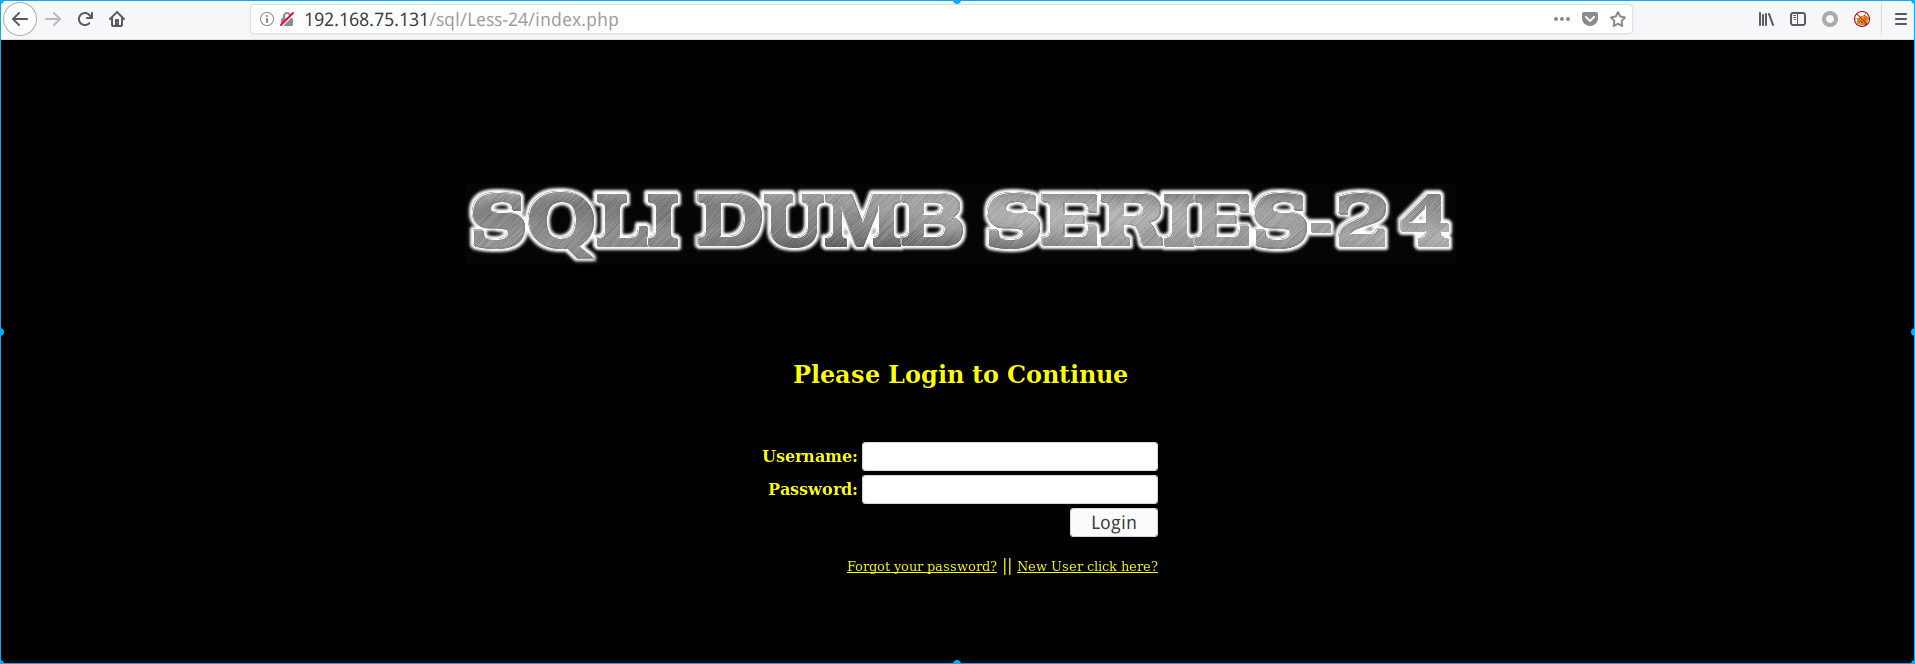 192.168.75.131/sql/Less-24/index.php
SQLI DUMB SERIES-24
Please Login to Continue
Username:
Password:
Login
Forgot your password? || New User click here?